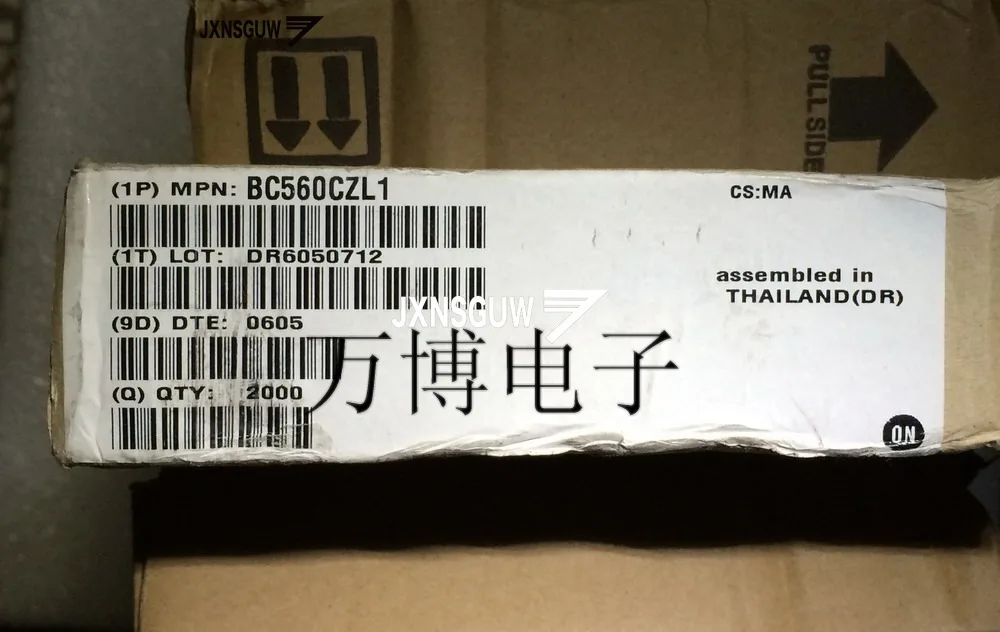 JXNSGUW
PULL SIDE
(1P) MPN: BC560CZL1
CS:MA
(1T) LOT: DR6050712
assembled in
THAILAND(DR)
JXNSGUW
(9D) DTE: 0605
万博电子
(Q) QTY: 2000
ON